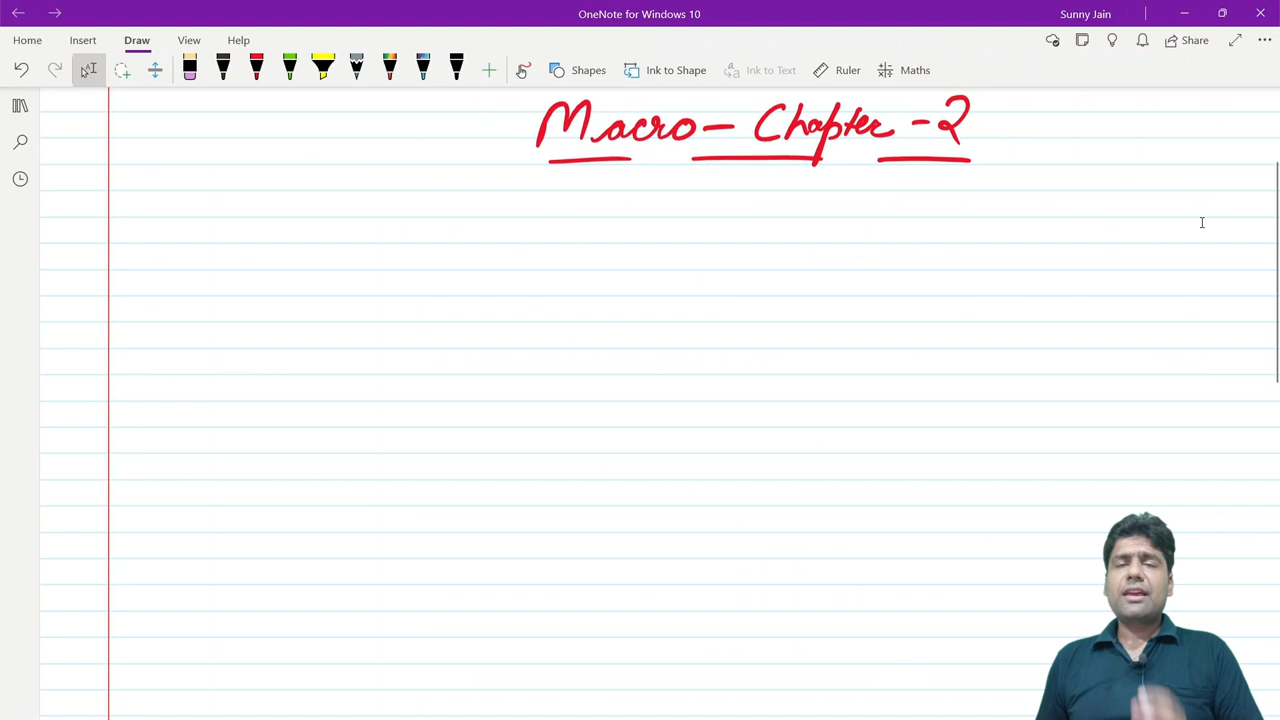 OneNote for Windows 10
Sunny Jain
Home Insert Draw View Help
Share
Shapes Ink to Shape Ink to Text Ruler Maths
Macro - Chapter - 2